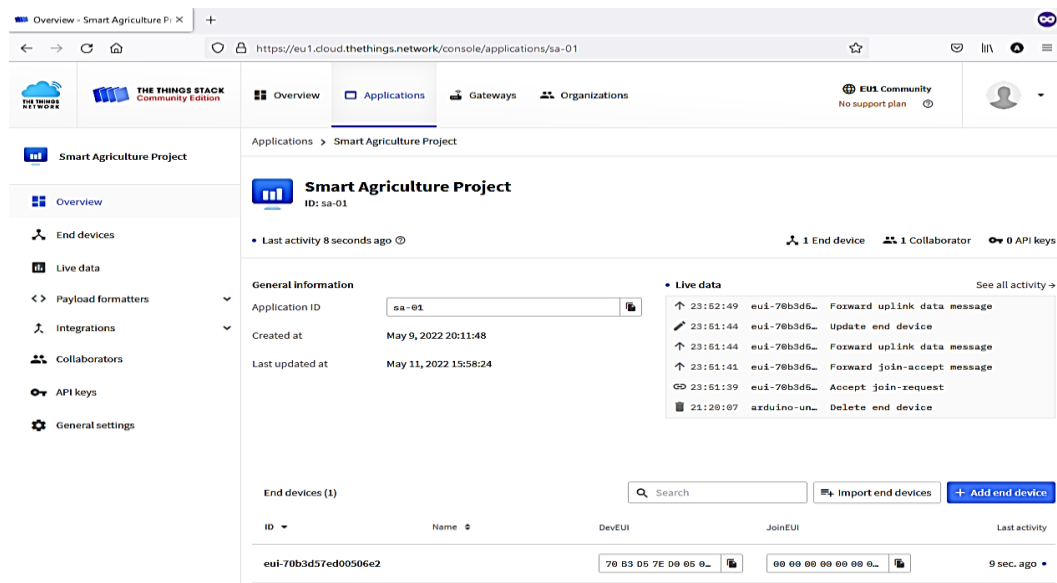 Overview - Smart Agriculture Pr
https://eu1.cloud.thethings.network/console/applications/sa-01
THE THINGS NETWORK
THE THINGS STACK
Community Edition
Overview
Applications
Gateways
Organizations
EU1 Community
No support plan
Smart Agriculture Project
Overview
End devices
Live data
Payload formatters
Integrations
Collaborators
API keys
General settings
Applications > Smart Agriculture Project
Smart Agriculture Project
ID: sa-01
Last activity 8 seconds ago
1 End device 1 Collaborator 0 API keys
General information
Application ID sa-01
Created at May 9, 2022 20:11:48
Last updated at May 11, 2022 15:58:24
Live data See all activity →
23:52:49 eui-70b3d5… Forward uplink data message
23:51:44 eui-70b3d5… Update end device
23:51:44 eui-70b3d5… Forward uplink data message
23:51:41 eui-70b3d5… Forward join-accept message
23:51:39 eui-70b3d5… Accept join-request
21:20:07 arduino-un… Delete end device
End devices (1)
Search
Import end devices
+ Add end device
ID Name DevEUI JoinEUI Last activity
eui-70b3d57ed00506e2 70 B3 D5 7E D0 05 0… 00 00 00 00 00 00 0… 9 sec. ago